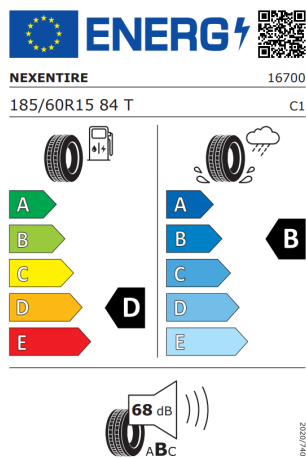 ENERG
NEXENTIRE 16700
185/60R15 84 T C1
A A
B B B
C C
D D D
E E
68 dB
ABC
2020/740